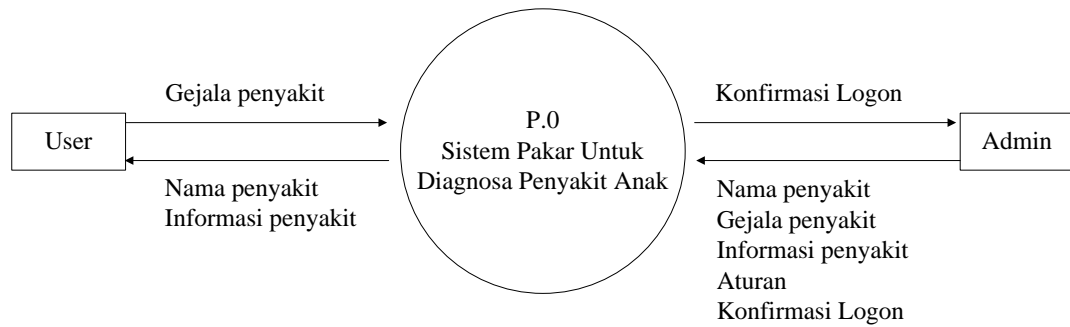 Gejala penyakit
User
Nama penyakit
Informasi penyakit
P.0
Sistem Pakar Untuk
Diagnosa Penyakit Anak
Konfirmasi Logon
Admin
Nama penyakit
Gejala penyakit
Informasi penyakit
Aturan
Konfirmasi Logon